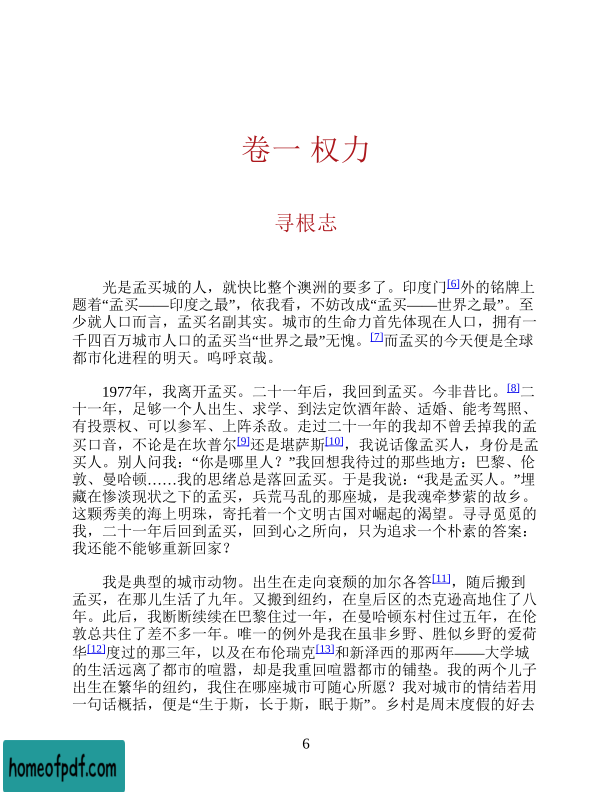 卷一 权力
寻根志
光是孟买城的人，就快比整个澳洲的要多了。印度门[6]外的铭牌上
题着“孟买——印度之最”，依我看，不妨改成“孟买——世界之最”。至
少就人口而言，孟买名副其实。城市的生命力首先体现在人口，拥有一
千四百万城市人口的孟买当“世界之最”无愧。[7]而孟买的今天便是全球
都市化进程的明天。呜呼哀哉。
1977年，我离开孟买。二十一年后，我回到孟买。今非昔比。[8]二
十一年，足够一个人出生、求学、到法定饮酒年龄、适婚、能考驾照、
有投票权、可以参军、上阵杀敌。走过二十一年的我却不曾丢掉我的孟
买口音，不论是在坎普尔[9]还是堪萨斯[10]，我说话像孟买人，身份是孟
买人。别人问我：“你是哪里人？”我回想我待过的那些地方：巴黎、伦
敦、曼哈顿……我的思绪总是落回孟买。于是我说：“我是孟买人。”埋
藏在惨淡现状之下的孟买，兵荒马乱的那座城，是我魂牵梦萦的故乡。
这颗秀美的海上明珠，寄托着一个文明古国对崛起的渴望。寻寻觅觅的
我，二十一年后回到孟买，回到心之所向，只为追求一个朴素的答案：
我还能不能够重新回家？
我是典型的城市动物。出生在走向衰颓的加尔各答[11]，随后搬到
孟买，在那儿生活了九年。又搬到纽约，在皇后区的杰克逊高地住了八
年。此后，我断断续续在巴黎住过一年，在曼哈顿东村住过五年，在伦
敦总共住了差不多一年。唯一的例外是我在虽非乡野、胜似乡野的爱荷
华[12]度过的那三年，以及在布伦瑞克[13]和新泽西的那两年——大学城
的生活远离了都市的喧嚣，却是我重回喧嚣都市的铺垫。我的两个儿子
出生在繁华的纽约，我住在哪座城市可随心所愿？我对城市的情结若用
一句话概括，便是“生于斯，长于斯，眠于斯”。乡村是周末度假的好去
6
homeofpdf.com